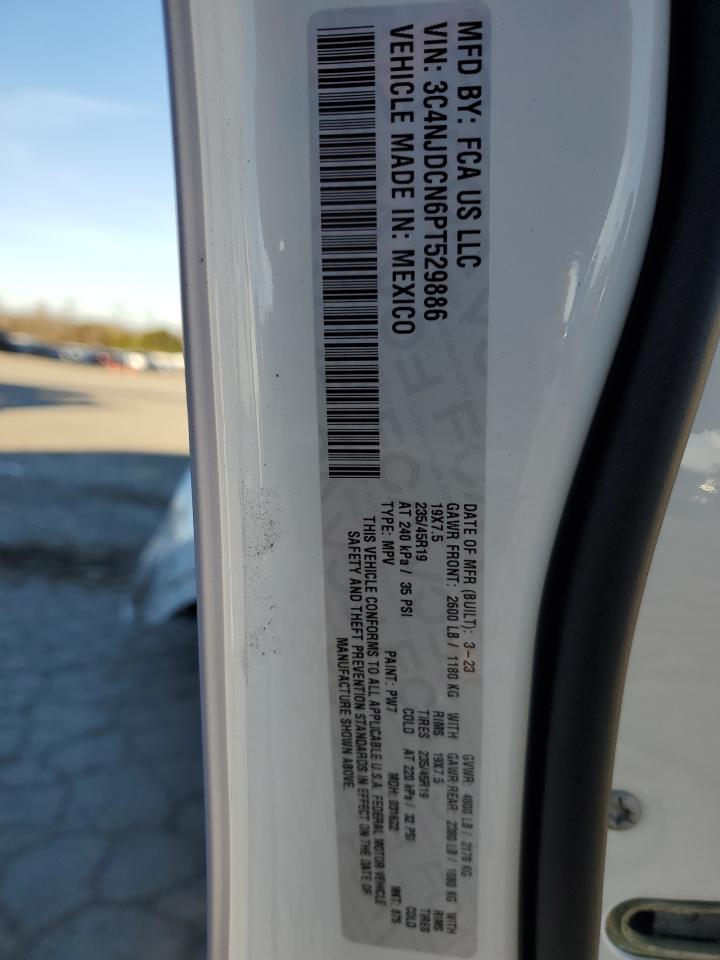 MFD BY: FCA US LLC
VIN: 3C4NJDCN6PT529886
VEHICLE MADE IN: MEXICO
DATE OF MFR (BUILT): 3-23 GVWR: 4800 LB / 2178 KG
GAWR FRONT: 2600 LB / 1180 KG WITH GAWR REAR 2380 LB / 1080 KG WITH
19X7.5 RIMS 19X7.5 RIMS
235/45R19 TIRES 235/45R19 TIRES
AT 240 kPa / 35 PSI COLD AT 220 kPa / 32 PSI COLD
TYPE: MPV PAINT: PW7 MDH: 031622 MKT: 875
THIS VEHICLE CONFORMS TO ALL APPLICABLE U.S.A. FEDERAL MOTOR VEHICLE
SAFETY AND THEFT PREVENTION STANDARDS IN EFFECT ON THE DATE OF
MANUFACTURE SHOWN ABOVE.